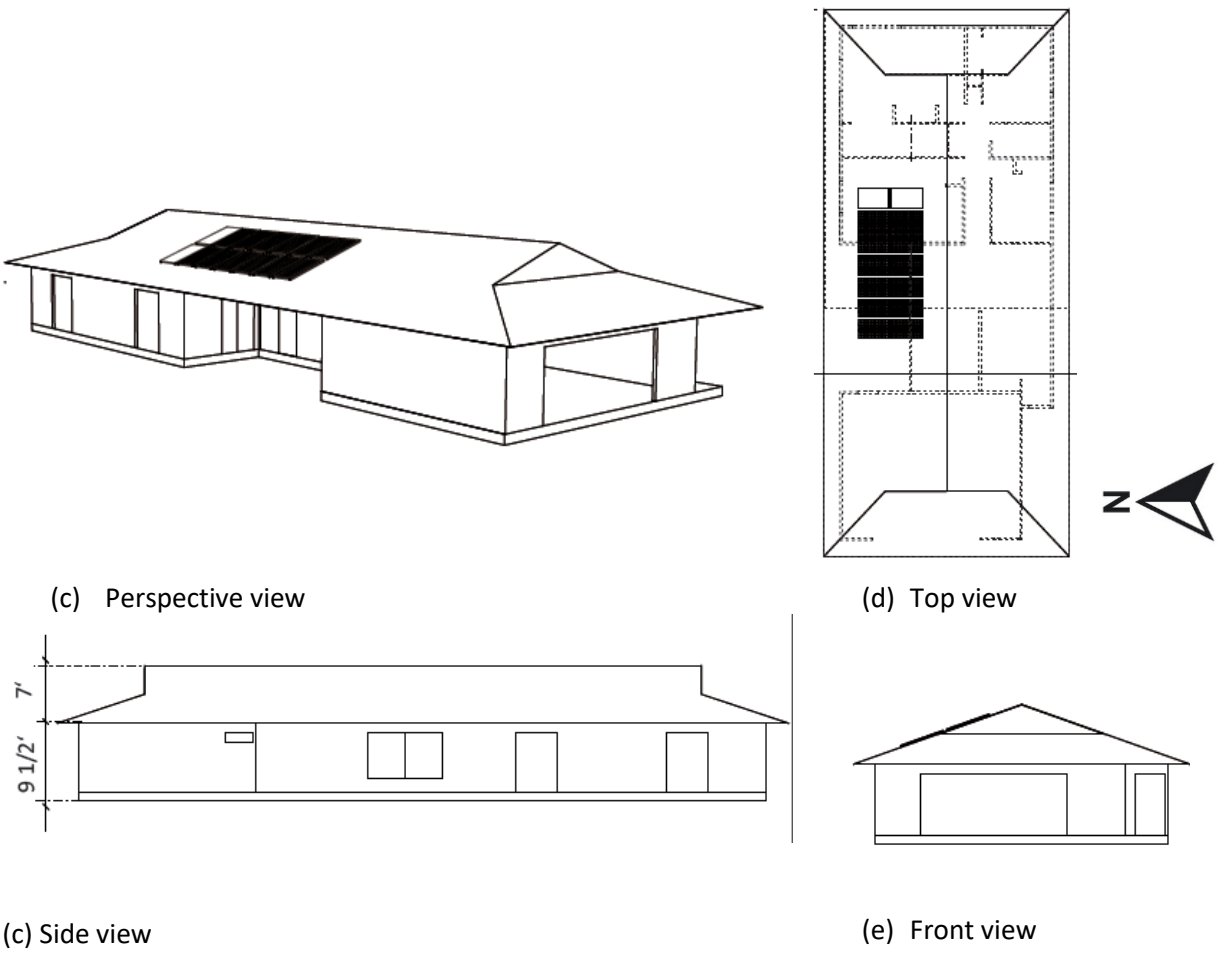 N
(c) Perspective view
(d) Top view
7‘
9 1/2‘
(c) Side view
(e) Front view